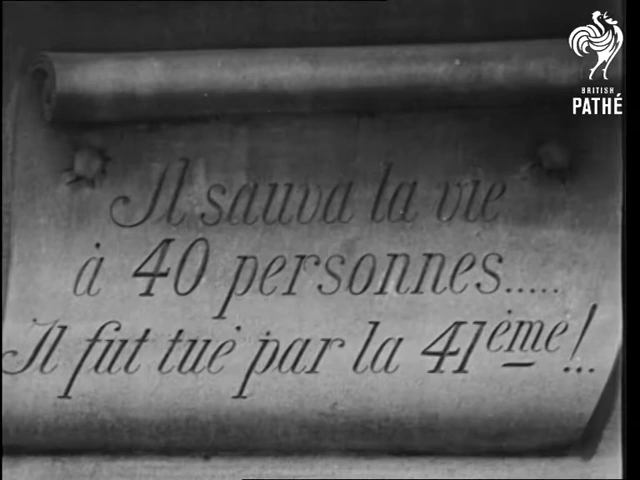 BRITISH
PATHÉ
Il sauva la vie
à 40 personnes.....
Il fut tué par la 41ème!..